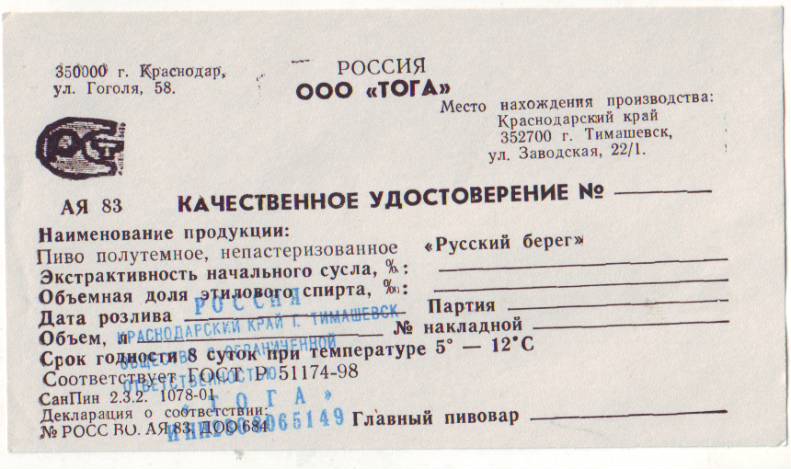 350000 г. Краснодар,
ул. Гоголя, 58.
РОССИЯ
ООО «ТОГА»
Место нахождения производства:
Краснодарский край
352700 г. Тимашевск,
ул. Заводская, 22/1.
РСТ
АЯ 83
КАЧЕСТВЕННОЕ УДОСТОВЕРЕНИЕ №
Наименование продукции:
Пиво полутемное, непастеризованное «Русский берег»
Экстрактивность начального сусла, %:
Объемная доля этилового спирта, %:
Дата розлива Партия
Объем, л № накладной
Срок годности 8 суток при температуре 5° — 12°С
Соответствует ГОСТ Р 51174-98
СанПин 2.3.2. 1078-01
Декларация о соответствии:
№ РОСС RU. АЯ 83. ДОО 684
Главный пивовар
РОССИЯ
КРАСНОДАРСКИЙ КРАЙ Г. ТИМАШЕВСК
ОБЩЕСТВО С ОГРАНИЧЕННОЙ
ОТВЕТСТВЕННОСТЬЮ
«ТОГА»